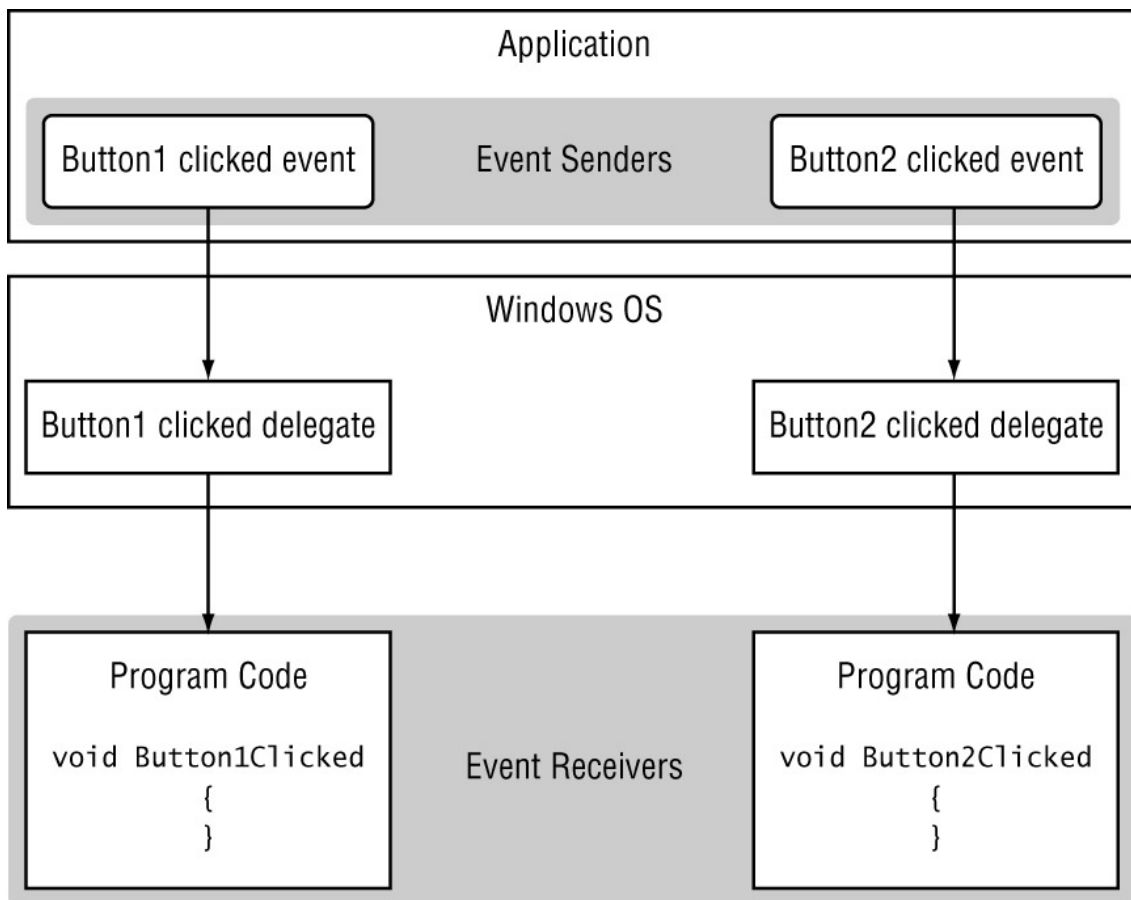 Application
Button1 clicked event
Event Senders
Button2 clicked event
Windows OS
Button1 clicked delegate
Button2 clicked delegate
Program Code
void Button1Clicked
{
}
Event Receivers
Program Code
void Button2Clicked
{
}